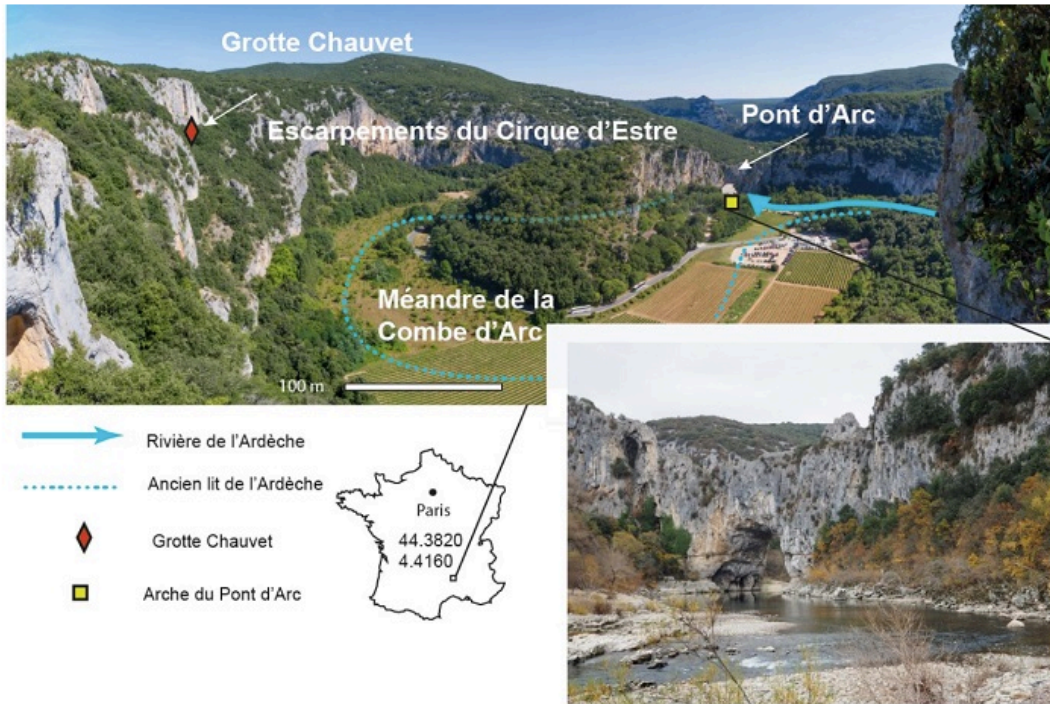 Grotte Chauvet
Escarpements du Cirque d'Estre
Pont d'Arc
Méandre de la
Combe d'Arc
100 m
Rivière de l'Ardèche
Ancien lit de l'Ardèche
Grotte Chauvet
Arche du Pont d'Arc
Paris
44.3820
4.4160